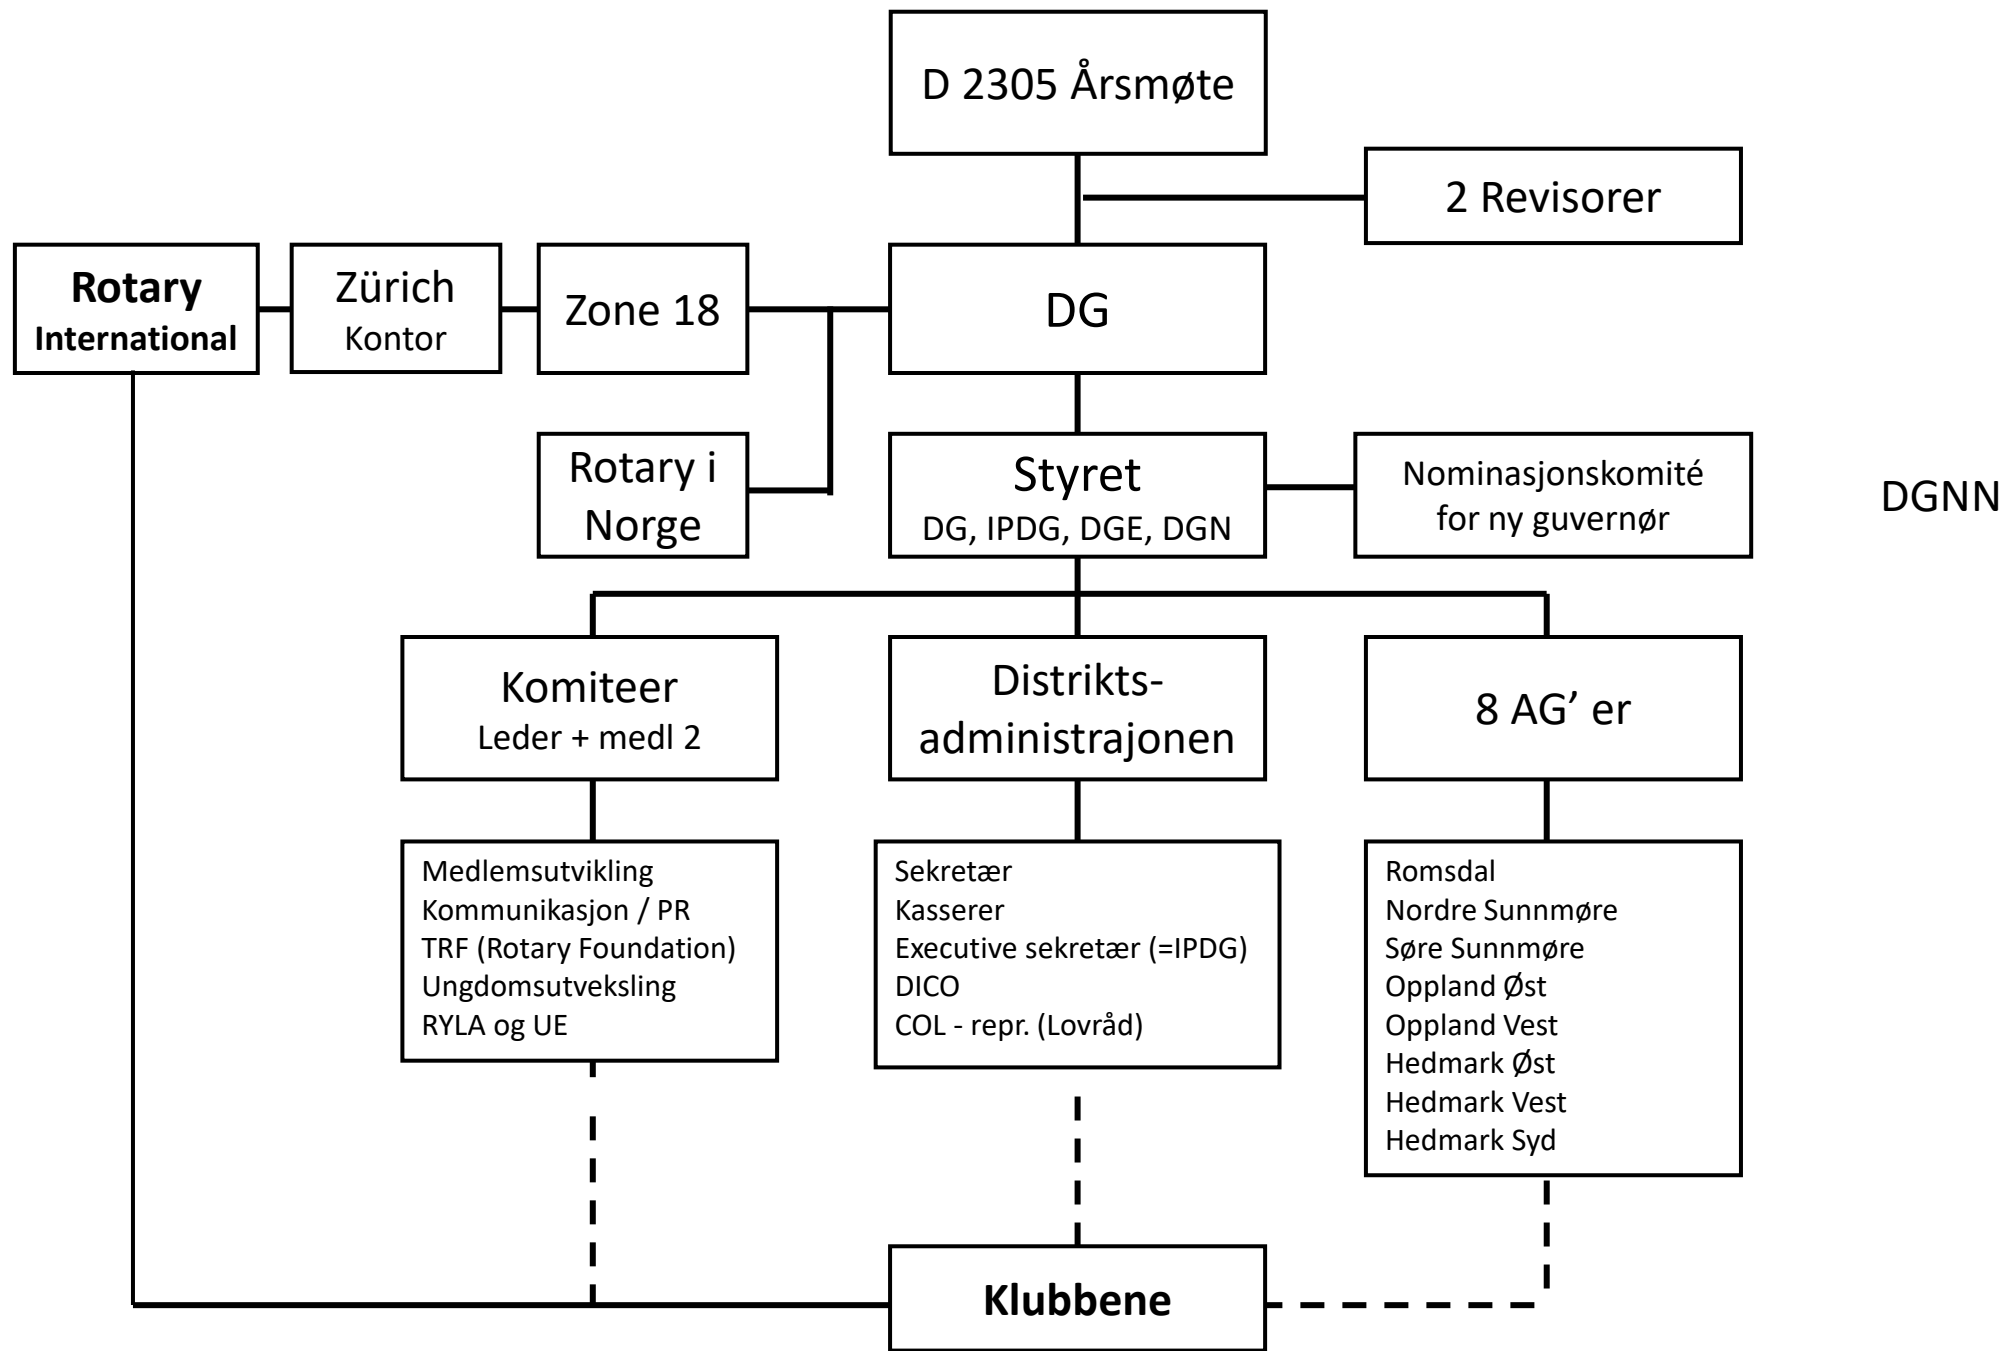 D 2305 Årsmøte
2 Revisorer
Rotary
International
Zürich
Kontor
Zone 18
DG
Rotary i
Norge
Styret
DG, IPDG, DGE, DGN
Nominasjonskomité
for ny guvernør
DGNN
Komiteer
Leder + medl 2
Distrikts-
administrajonen
8 AG’ er
Medlemsutvikling
Kommunikasjon / PR
TRF (Rotary Foundation)
Ungdomsutveksling
RYLA og UE
Sekretær
Kasserer
Executive sekretær (=IPDG)
DICO
COL - repr. (Lovråd)
Romsdal
Nordre Sunnmøre
Søre Sunnmøre
Oppland Øst
Oppland Vest
Hedmark Øst
Hedmark Vest
Hedmark Syd
Klubbene